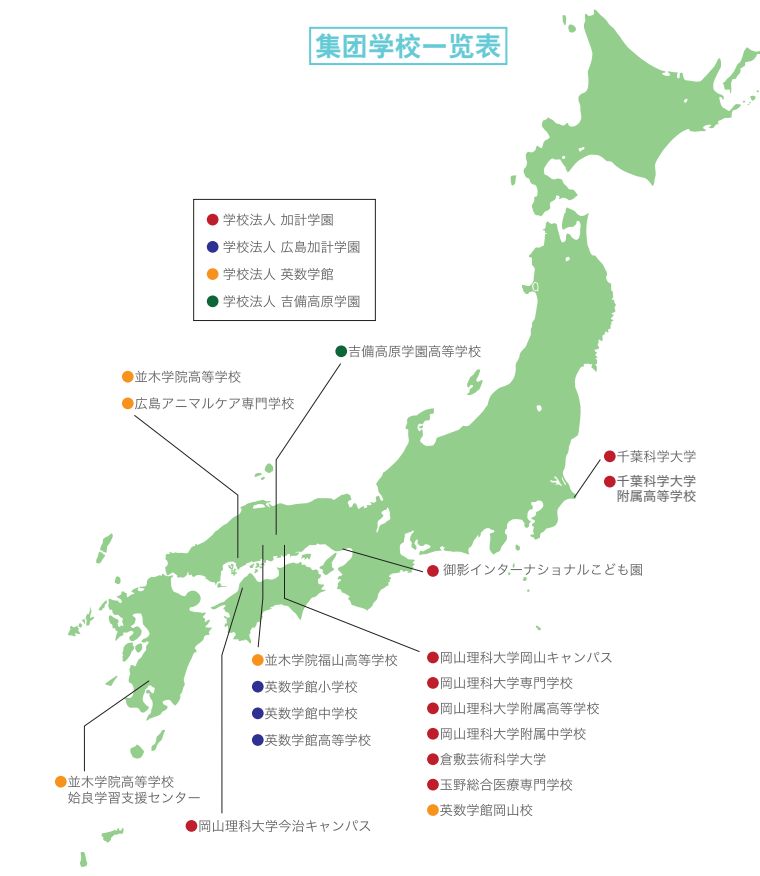 集团学校一览表
学校法人 加計学園
学校法人 広島加計学園
学校法人 英数学館
学校法人 吉備高原学園
吉備高原学園高等学校
並木学院高等学校
広島アニマルケア専門学校
千葉科学大学
千葉科学大学
附属高等学校
御影インターナショナルこども園
並木学院福山高等学校
英数学館小学校
英数学館中学校
英数学館高等学校
岡山理科大学岡山キャンパス
岡山理科大学専門学校
岡山理科大学附属高等学校
岡山理科大学附属中学校
倉敷芸術科学大学
玉野総合医療専門学校
英数学館岡山校
並木学院高等学校
姶良学習支援センター
岡山理科大学今治キャンパス